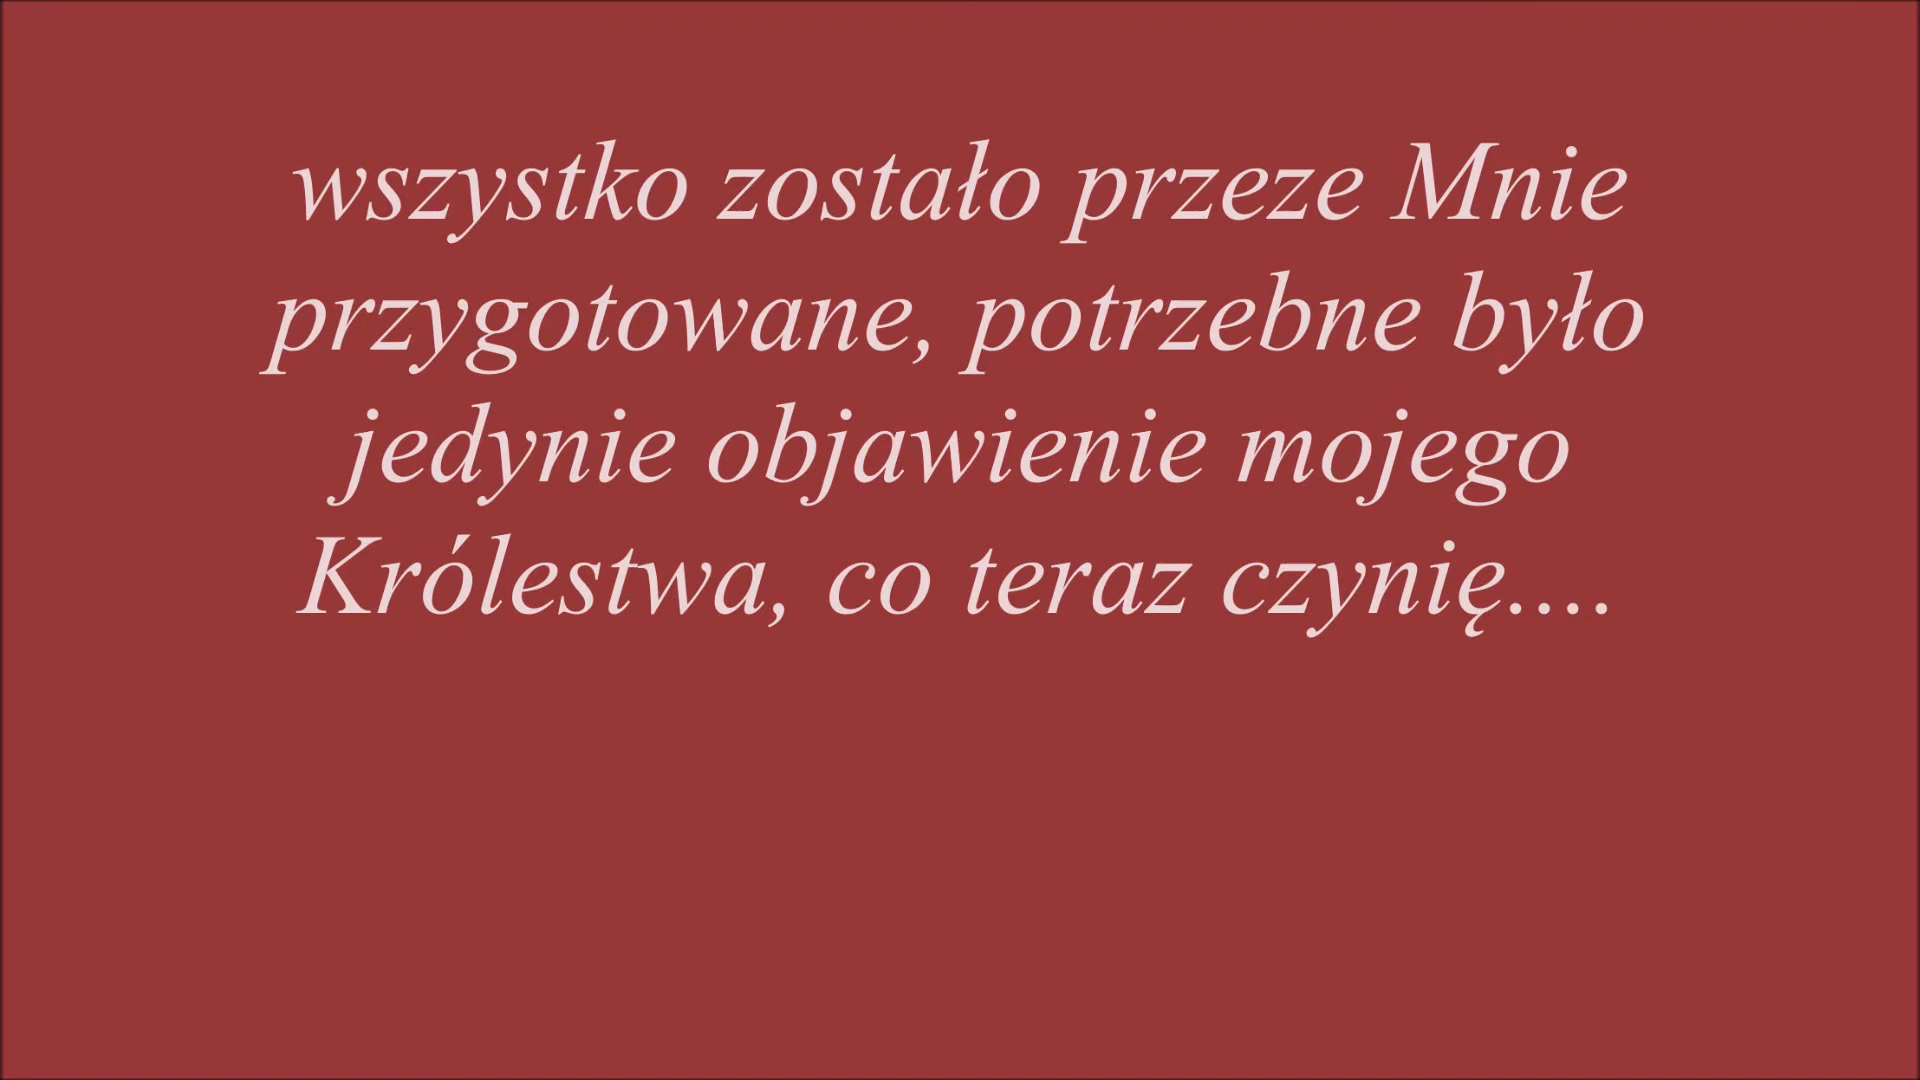 wszystko zostało przeze Mnie
przygotowane, potrzebne było
jedynie objawienie mojego
Królestwa, co teraz czynię....